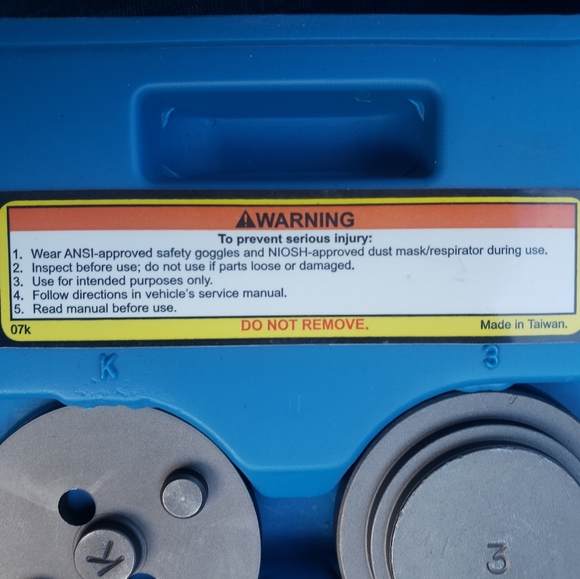 WARNING
To prevent serious injury:
1. Wear ANSI-approved safety goggles and NIOSH-approved dust mask/respirator during use.
2. Inspect before use; do not use if parts loose or damaged.
3. Use for intended purposes only.
4. Follow directions in vehicle's service manual.
5. Read manual before use.
07k DO NOT REMOVE. Made in Taiwan.
K 3
K 3